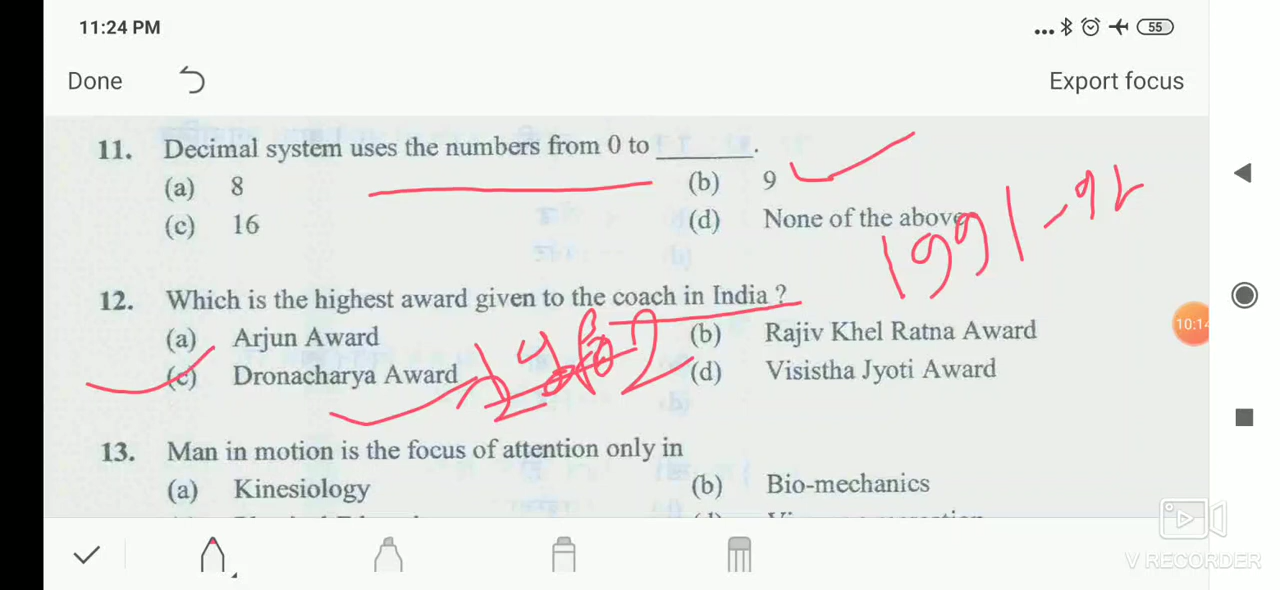 11:24 PM
55
Done
Export focus
11. Decimal system uses the numbers from 0 to ______.
(a) 8 (b) 9
(c) 16 (d) None of the above
1991-92
12. Which is the highest award given to the coach in India ?
(a) Arjun Award (b) Rajiv Khel Ratna Award
(c) Dronacharya Award (d) Visistha Jyoti Award
10:14
13. Man in motion is the focus of attention only in
(a) Kinesiology (b) Bio-mechanics
V RECORDER